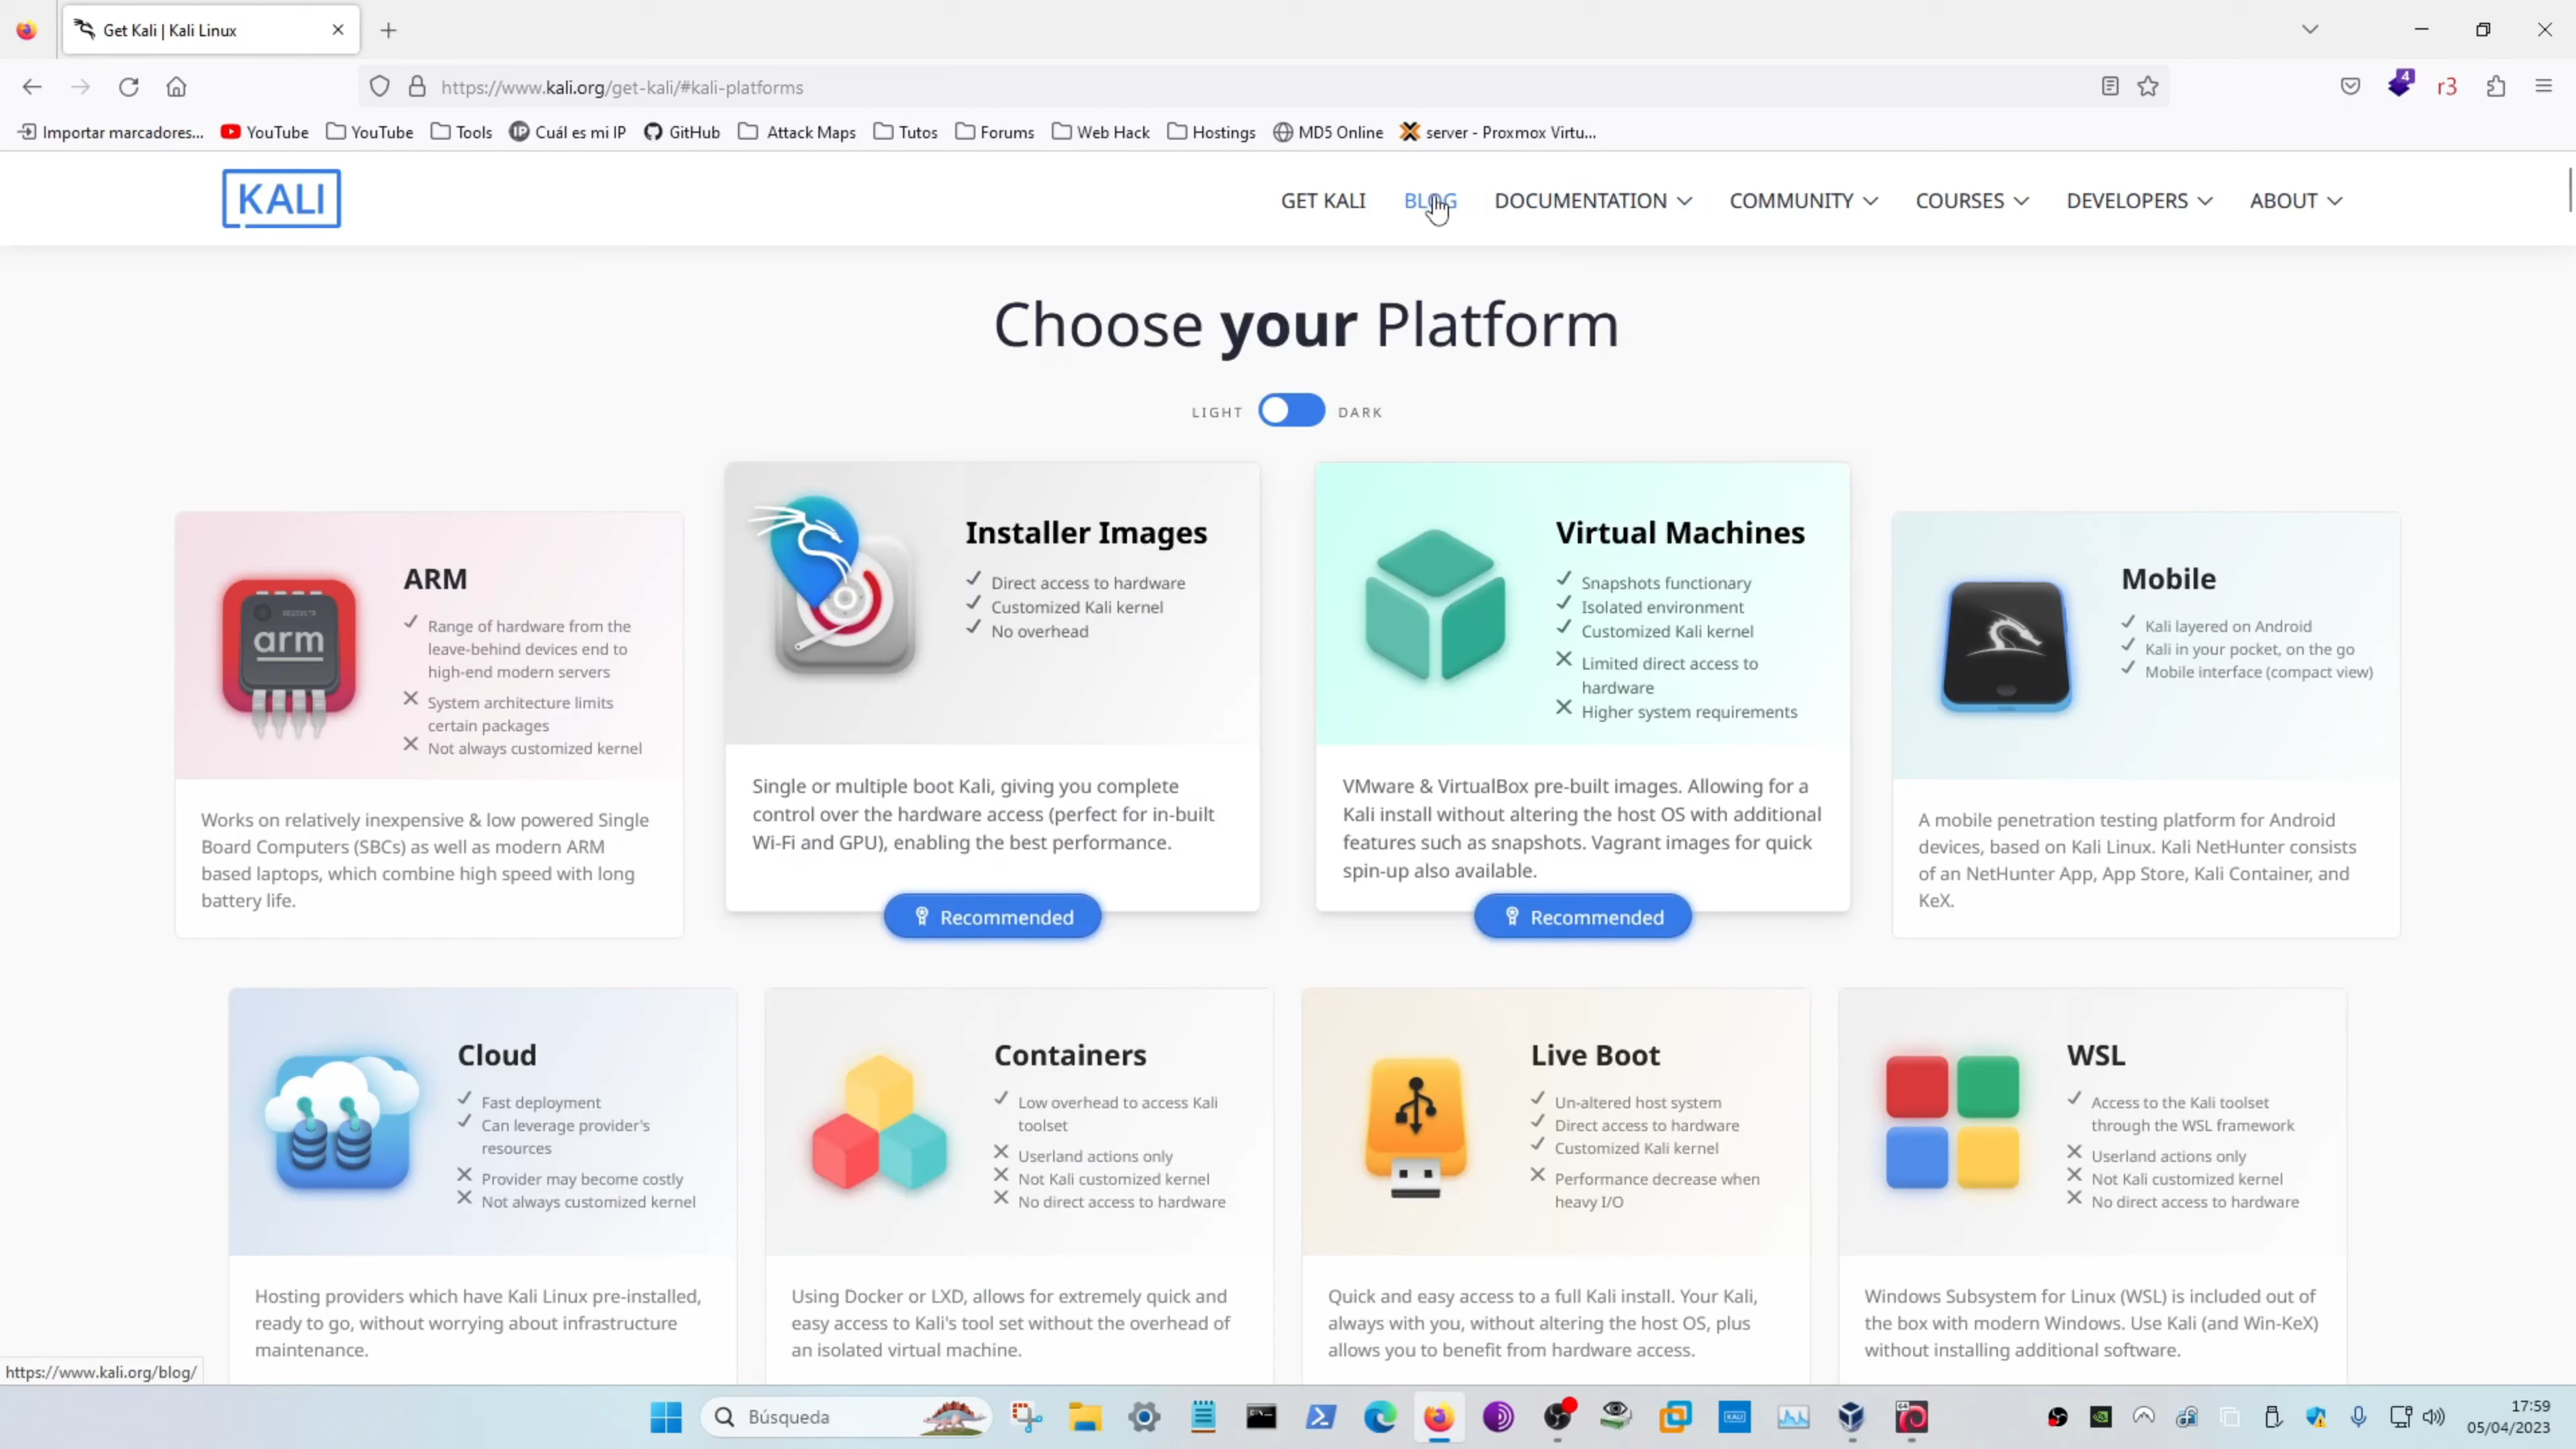 Get Kali | Kali Linux
https://www.kali.org/get-kali/#kali-platforms
4
r3
Importar marcadores...
YouTube
YouTube
Tools
Cuál es mi IP
GitHub
Attack Maps
Tutos
Forums
Web Hack
Hostings
MD5 Online
server - Proxmox Virtu...
KALI
GET KALI
BLOG
DOCUMENTATION
COMMUNITY
COURSES
DEVELOPERS
ABOUT
Choose your Platform
LIGHT
DARK
ARM
arm
Range of hardware from the
leave-behind devices end to
high-end modern servers
System architecture limits
certain packages
Not always customized kernel
Works on relatively inexpensive & low powered Single
Board Computers (SBCs) as well as modern ARM
based laptops, which combine high speed with long
battery life.
Installer Images
Direct access to hardware
Customized Kali kernel
No overhead
Single or multiple boot Kali, giving you complete
control over the hardware access (perfect for in-built
Wi-Fi and GPU), enabling the best performance.
Recommended
Virtual Machines
Snapshots functionary
Isolated environment
Customized Kali kernel
Limited direct access to
hardware
Higher system requirements
VMware & VirtualBox pre-built images. Allowing for a
Kali install without altering the host OS with additional
features such as snapshots. Vagrant images for quick
spin-up also available.
Recommended
Mobile
Kali layered on Android
Kali in your pocket, on the go
Mobile interface (compact view)
A mobile penetration testing platform for Android
devices, based on Kali Linux. Kali NetHunter consists
of an NetHunter App, App Store, Kali Container, and
KeX.
Cloud
Fast deployment
Can leverage provider's
resources
Provider may become costly
Not always customized kernel
Hosting providers which have Kali Linux pre-installed,
ready to go, without worrying about infrastructure
maintenance.
Containers
Low overhead to access Kali
toolset
Userland actions only
Not Kali customized kernel
No direct access to hardware
Using Docker or LXD, allows for extremely quick and
easy access to Kali's tool set without the overhead of
an isolated virtual machine.
Live Boot
Un-altered host system
Direct access to hardware
Customized Kali kernel
Performance decrease when
heavy I/O
Quick and easy access to a full Kali install. Your Kali,
always with you, without altering the host OS, plus
allows you to benefit from hardware access.
WSL
Access to the Kali toolset
through the WSL framework
Userland actions only
Not Kali customized kernel
No direct access to hardware
Windows Subsystem for Linux (WSL) is included out of
the box with modern Windows. Use Kali (and Win-KeX)
without installing additional software.
https://www.kali.org/blog/
Búsqueda
KALI
64
17:59
05/04/2023